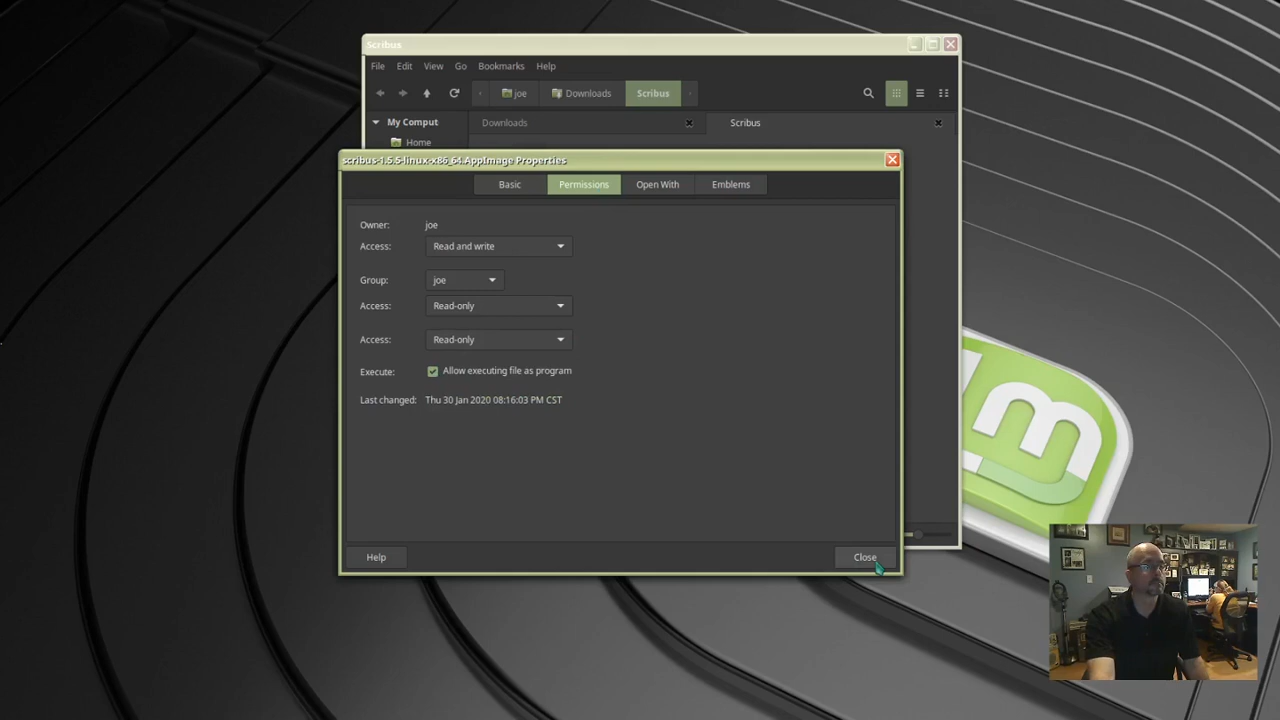 Scribus
File Edit View Go Bookmarks Help
joe Downloads Scribus
My Comput Downloads Scribus
Home
scribus-1.5.5-linux-x86_64.AppImage Properties
Basic Permissions Open With Emblems
Owner: joe
Access: Read and write
Group: joe
Access: Read-only
Access: Read-only
Execute: Allow executing file as program
Last changed: Thu 30 Jan 2020 08:16:03 PM CST
Help Close